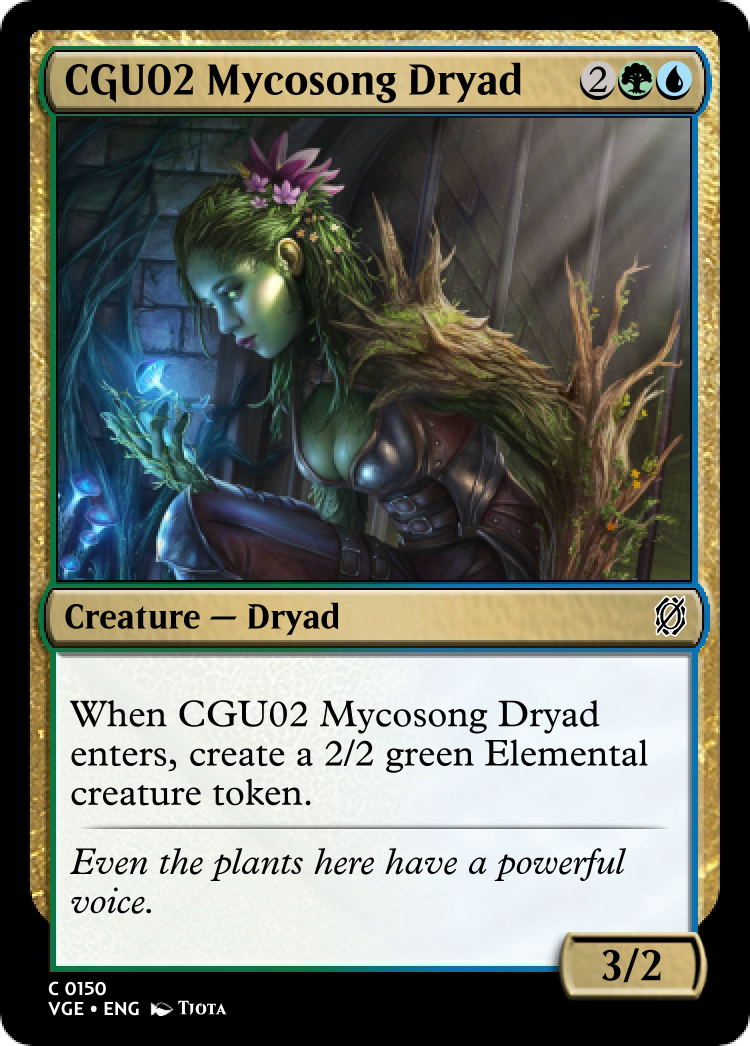 CGU02 Mycosong Dryad 2
Creature — Dryad
When CGU02 Mycosong Dryad
enters, create a 2/2 green Elemental
creature token.
Even the plants here have a powerful
voice.
3/2
C 0150
VGE • ENG Tjota